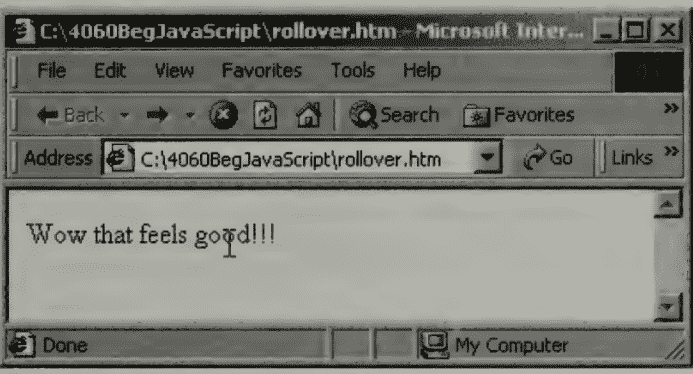 C:\4060BegJavaScript\rollover.htm - Microsoft Inter...
File Edit View Favorites Tools Help
Back Search Favorites »
Address C:\4060BegJavaScript\rollover.htm Go Links »
Wow that feels good!!!
Done My Computer